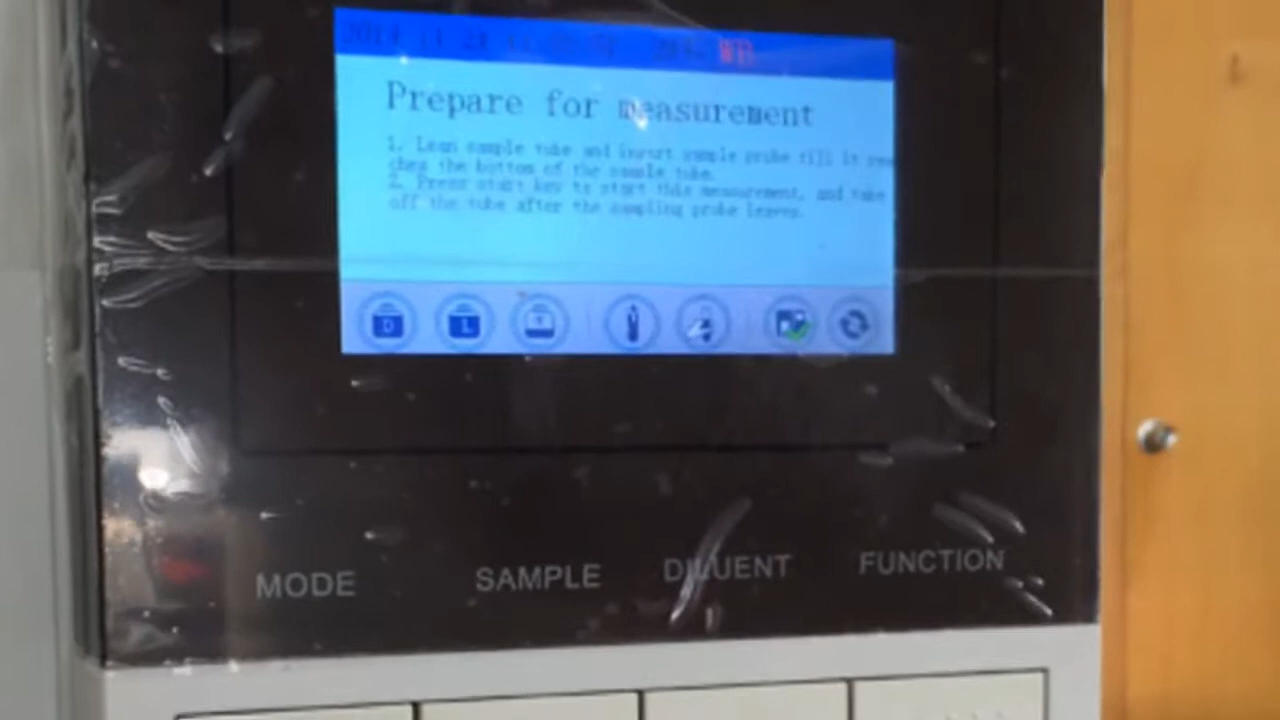 Prepare for measurement
1. Lean sample tube and insert sample probe till it rea
ches the bottom of the sample tube.
2. Press start key to start this measurement, and take
off the tube after the sampling probe leaves.
D L
MODE SAMPLE DILUENT FUNCTION